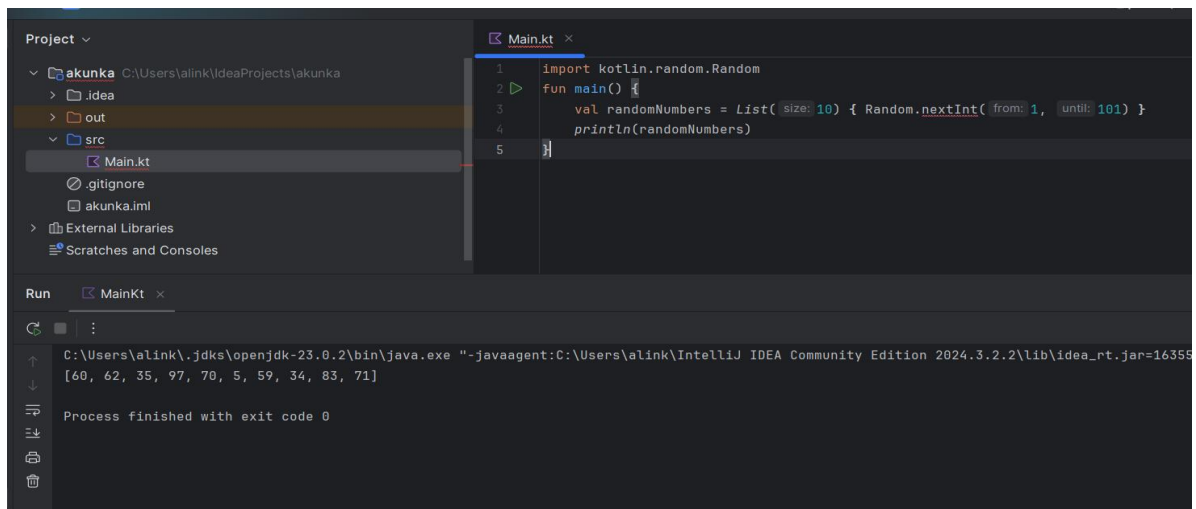 Project
akunka C:\Users\alink\IdeaProjects\akunka
.idea
out
src
Main.kt
.gitignore
akunka.iml
External Libraries
Scratches and Consoles
Main.kt ×
1 import kotlin.random.Random
2 fun main() {
3 val randomNumbers = List( size: 10) { Random.nextInt( from: 1, until: 101) }
4 println(randomNumbers)
5 }
Run MainKt ×
C:\Users\alink\.jdks\openjdk-23.0.2\bin\java.exe "-javaagent:C:\Users\alink\IntelliJ IDEA Community Edition 2024.3.2.2\lib\idea_rt.jar=16355
[60, 62, 35, 97, 70, 5, 59, 34, 83, 71]
Process finished with exit code 0